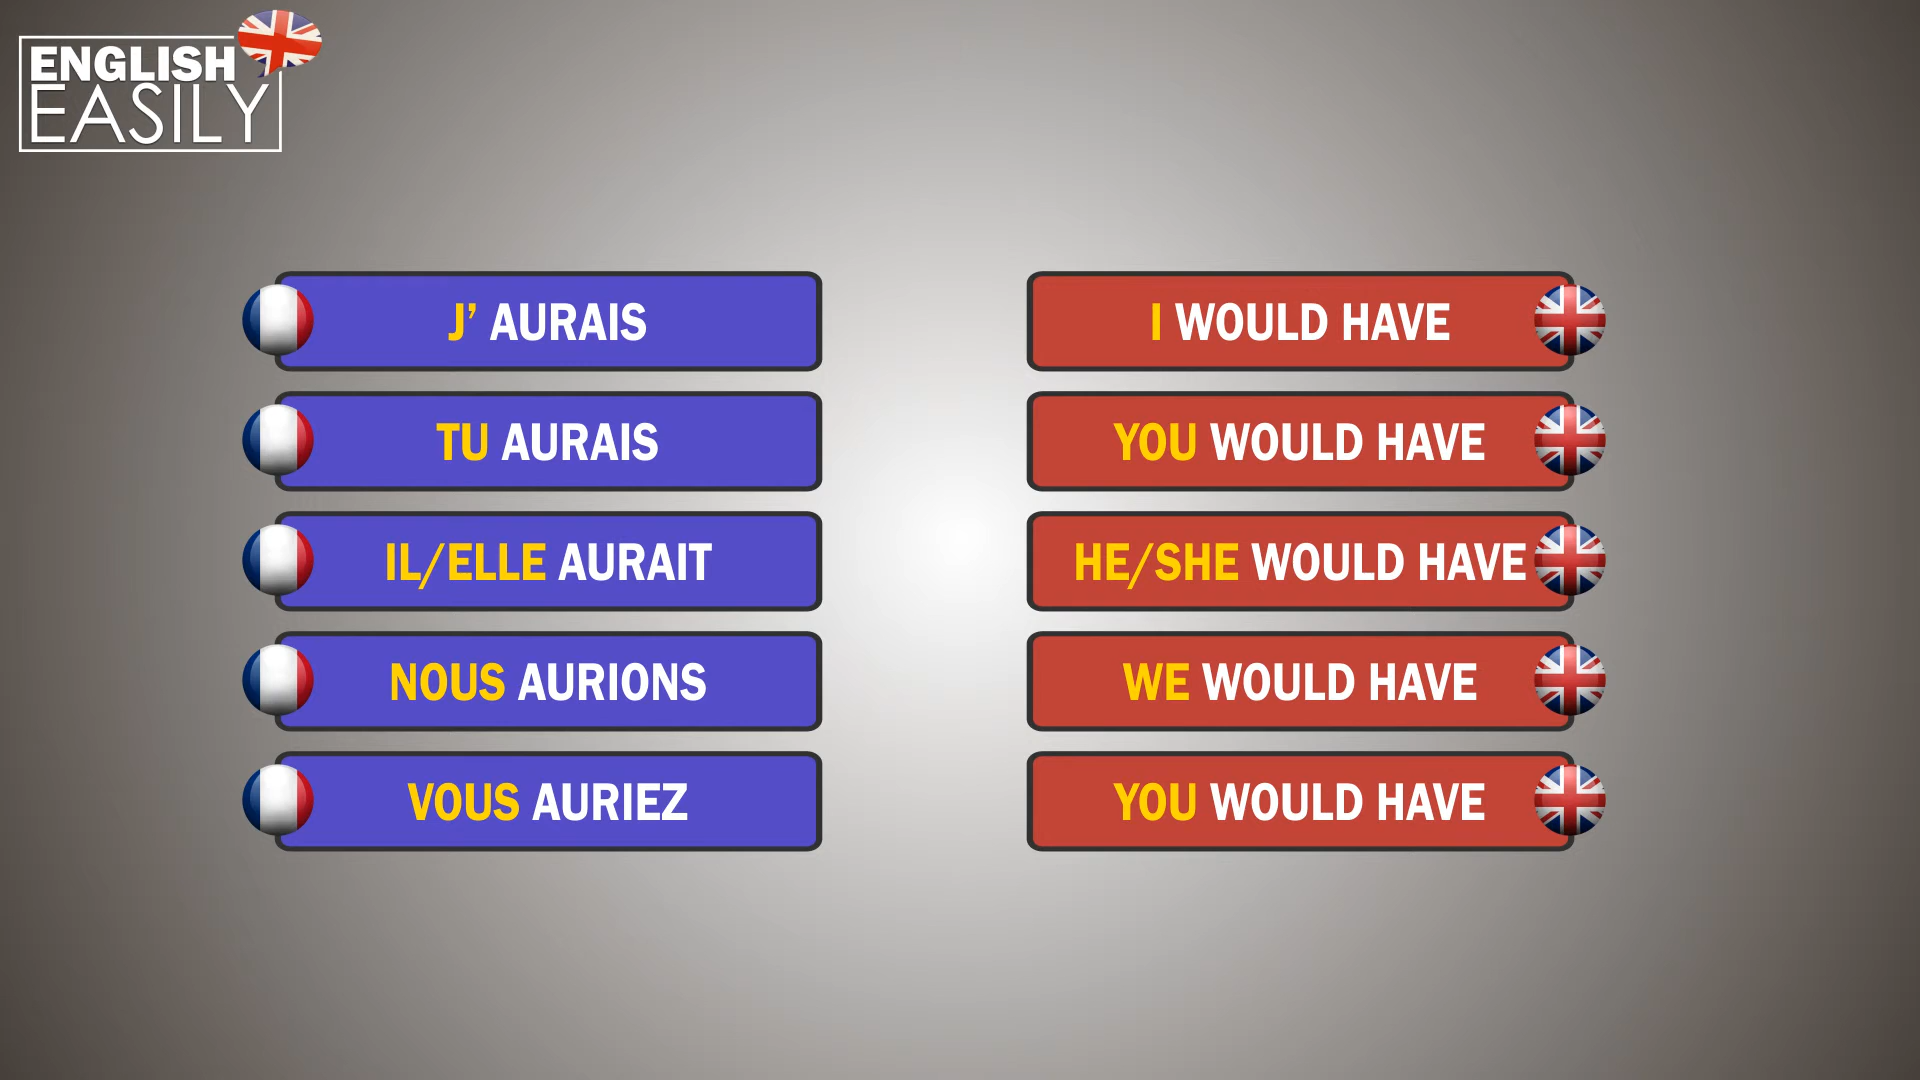 ENGLISH
EASILY
J' AURAIS
I WOULD HAVE
TU AURAIS
YOU WOULD HAVE
IL/ELLE AURAIT
HE/SHE WOULD HAVE
NOUS AURIONS
WE WOULD HAVE
VOUS AURIEZ
YOU WOULD HAVE